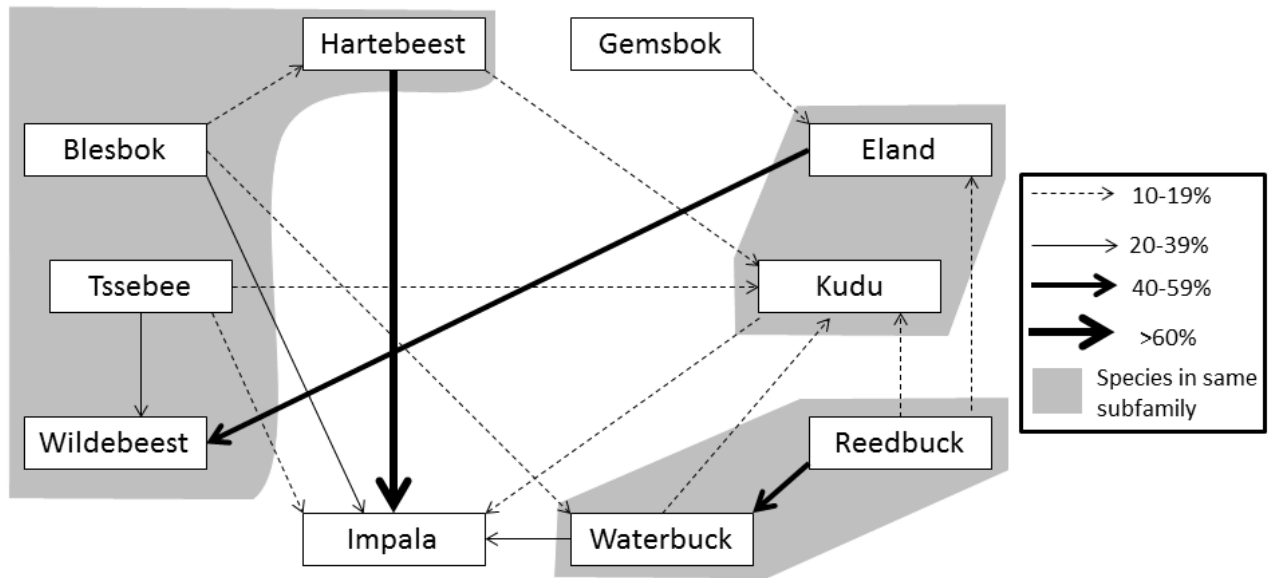 Hartebeest
Gemsbok
Blesbok
Eland
Tssebee
Kudu
Wildebeest
Reedbuck
Impala
Waterbuck
10-19%
20-39%
40-59%
>60%
Species in same
subfamily